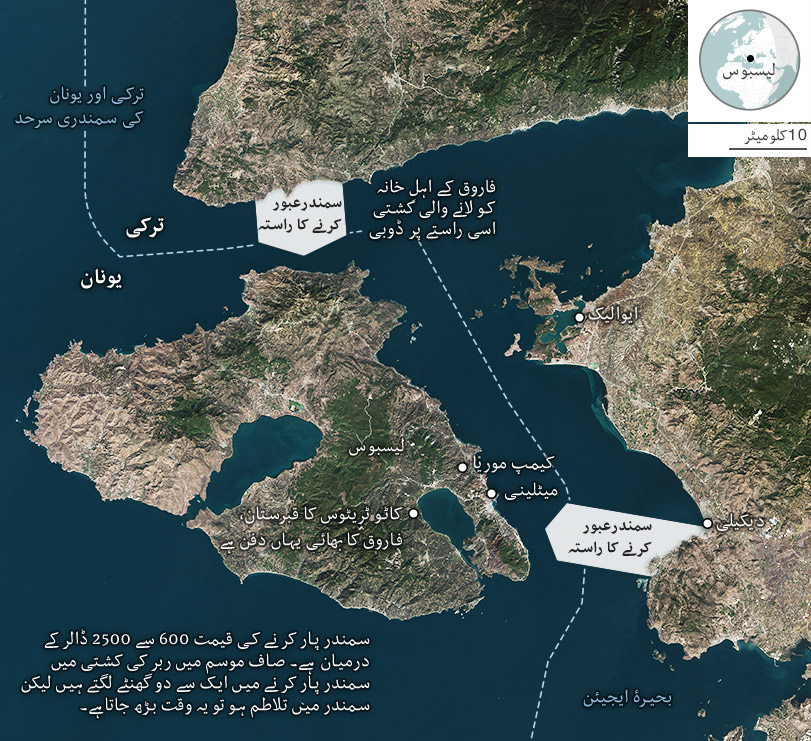 لیسبوس
10 کلومیٹر
ترکی اور یونان
کی سمندری سرحد
فاروق کے اہل خانہ
کو لانے والی کشتی
اسی راستے پر ڈوبی
سمندرعبور
کرنے کا راستہ
ترکی
یونان
ایوالیک
لیسبوس
کیمپ موریا
میٹلینی
کاٹو ٹریٹوس کا قبرستان،
فاروق کا بھائی یہاں دفن ہے
سمندرعبور
کرنے کا راستہ
دیکیلی
سمندر پار کرنے کی قیمت 600 سے 2500 ڈالر کے
درمیان ہے۔ صاف موسم میں ربر کی کشتی میں
سمندر پار کرنے میں ایک سے دو گھنٹے لگتے ہیں لیکن
سمندر میں تلاطم ہو تو یہ وقت بڑھ جاتاہے۔
بحیرۂ ایجیئن